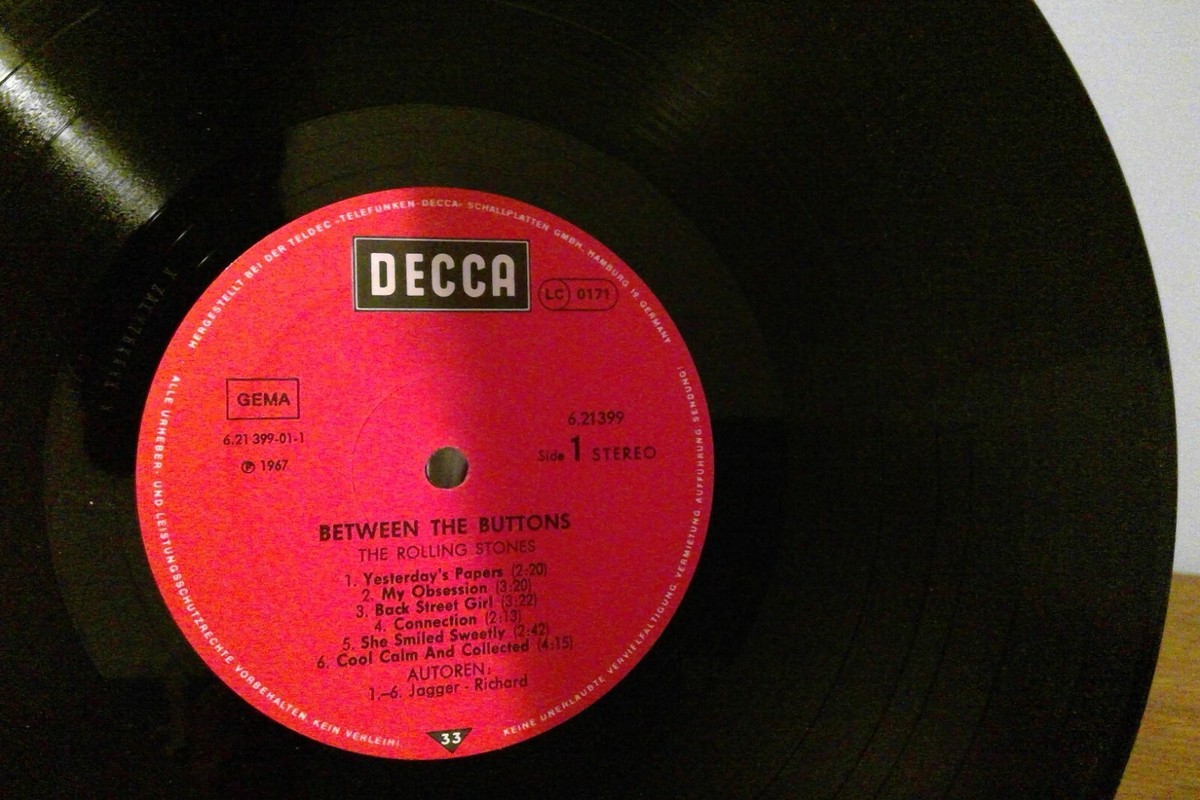 HERGESTELLT BEI DER TELDEC »TELEFUNKEN-DECCA« SCHALLPLATTEN GMBH, HAMBURG 19, GERMANY
DECCA
LC 0171
GEMA
6.21399
6.21 399-01-1
Side 1 STEREO
℗ 1967
BETWEEN THE BUTTONS
THE ROLLING STONES
1. Yesterday's Papers (2:20)
2. My Obsession (3:20)
3. Back Street Girl (3:22)
4. Connection (2:13)
5. She Smiled Sweetly (2:42)
6. Cool Calm And Collected (4:15)
AUTOREN:
1.–6. Jagger - Richard
33
ALLE URHEBER- UND LEISTUNGSSCHUTZRECHTE VORBEHALTEN. KEIN VERLEIH!
KEINE UNERLAUBTE VERVIELFÄLTIGUNG, VERMIETUNG, AUFFÜHRUNG, SENDUNG!